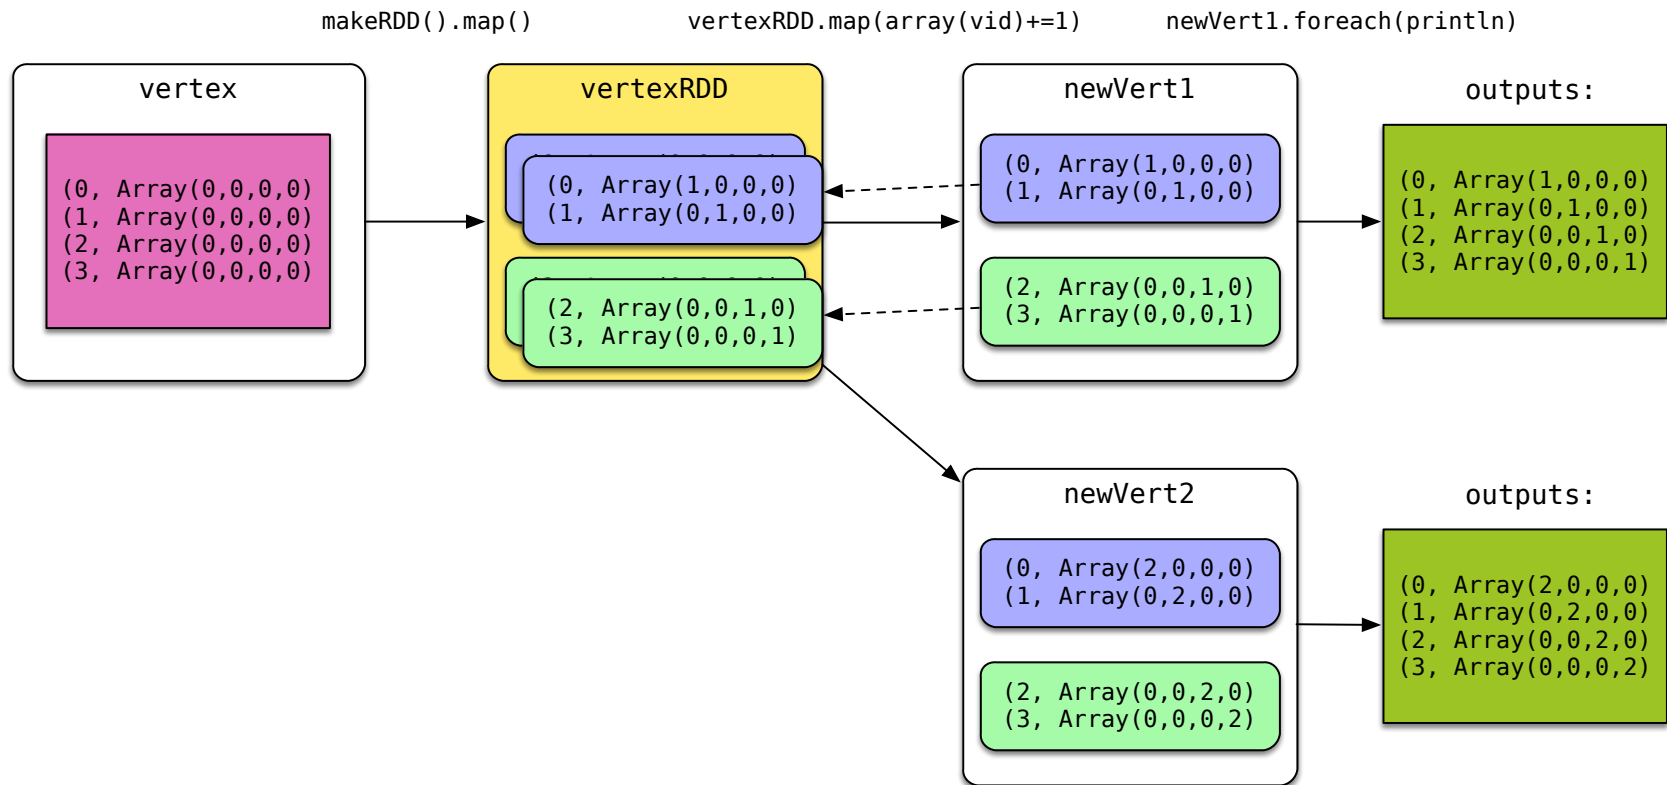 makeRDD().map()
vertexRDD.map(array(vid)+=1)
newVert1.foreach(println)
vertex
(0, Array(0,0,0,0)
(1, Array(0,0,0,0)
(2, Array(0,0,0,0)
(3, Array(0,0,0,0)
vertexRDD
(0, Array(1,0,0,0)
(1, Array(0,1,0,0)
(2, Array(0,0,1,0)
(3, Array(0,0,0,1)
newVert1
(0, Array(1,0,0,0)
(1, Array(0,1,0,0)
(2, Array(0,0,1,0)
(3, Array(0,0,0,1)
outputs:
(0, Array(1,0,0,0)
(1, Array(0,1,0,0)
(2, Array(0,0,1,0)
(3, Array(0,0,0,1)
newVert2
(0, Array(2,0,0,0)
(1, Array(0,2,0,0)
(2, Array(0,0,2,0)
(3, Array(0,0,0,2)
outputs:
(0, Array(2,0,0,0)
(1, Array(0,2,0,0)
(2, Array(0,0,2,0)
(3, Array(0,0,0,2)